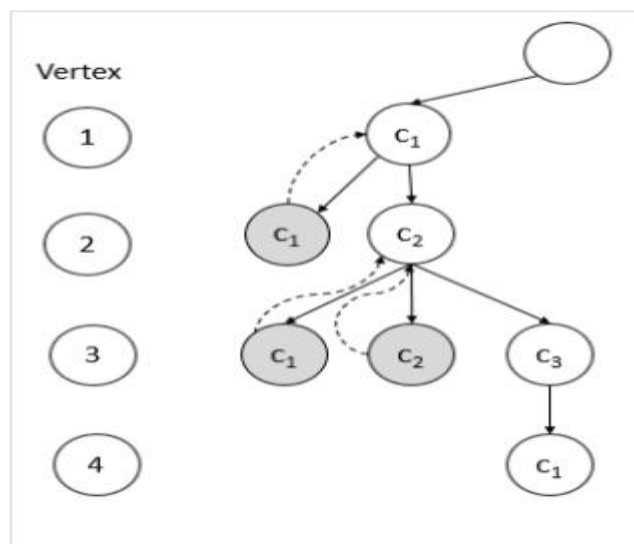 Vertex
1 C₁
2 C₁ C₂
3 C₁ C₂ C₃
4 C₁